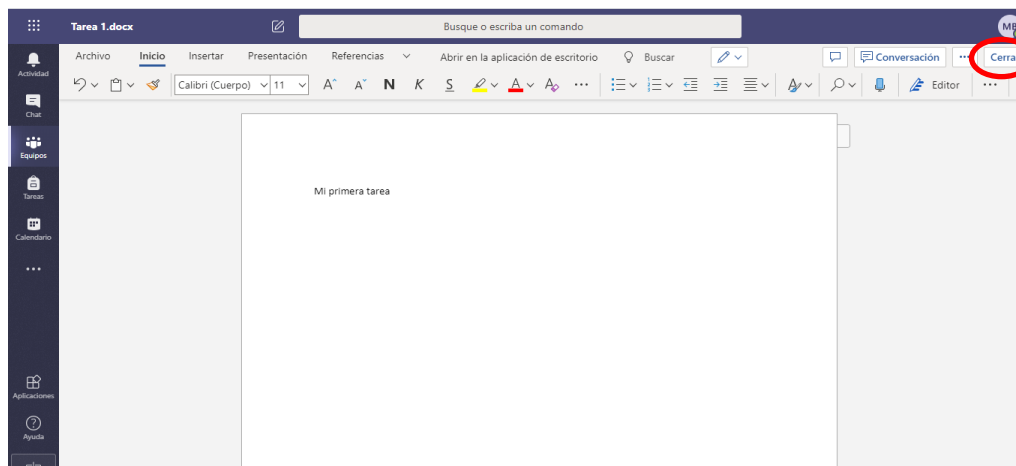 Tarea 1.docx
Busque o escriba un comando
MB
Archivo Inicio Insertar Presentación Referencias Abrir en la aplicación de escritorio Buscar Conversación Cerra
Calibri (Cuerpo) 11 A A N K S A A Editor
Actividad
Chat
Equipos
Tareas
Calendario
Mi primera tarea
Aplicaciones
Ayuda